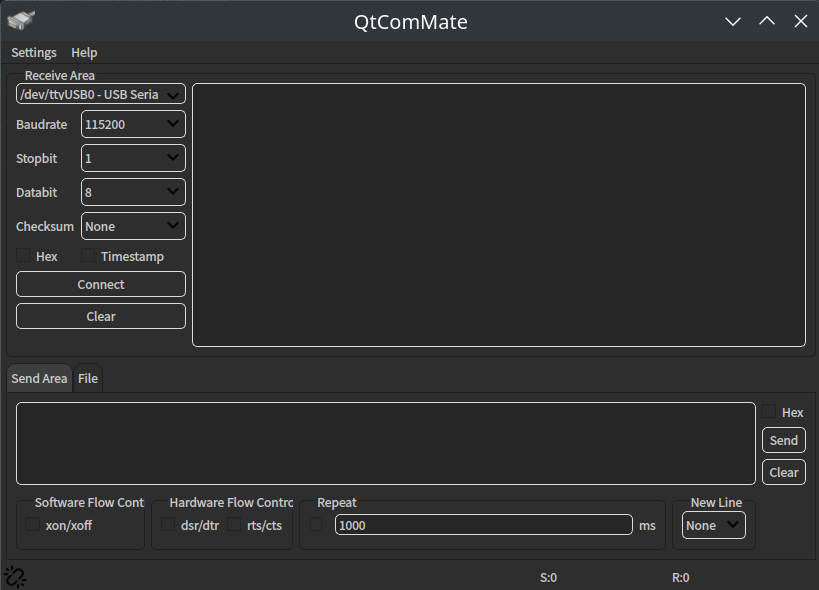 QtComMate
Settings Help
Receive Area
/dev/ttyUSB0 - USB Seria
Baudrate 115200
Stopbit 1
Databit 8
Checksum None
Hex Timestamp
Connect
Clear
Send Area File
Hex
Send
Clear
Software Flow Cont Hardware Flow Contro Repeat New Line
xon/xoff dsr/dtr rts/cts 1000 ms None
S:0 R:0